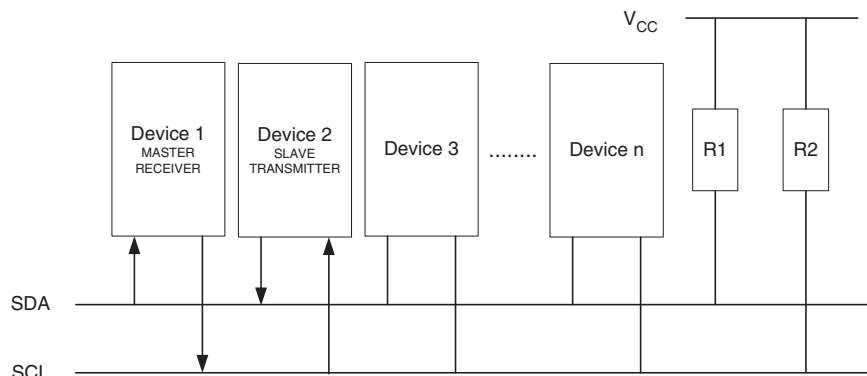 VCC
Device 1
MASTER
RECEIVER
Device 2
SLAVE
TRANSMITTER
Device 3
........
Device n
R1
R2
SDA
SCL